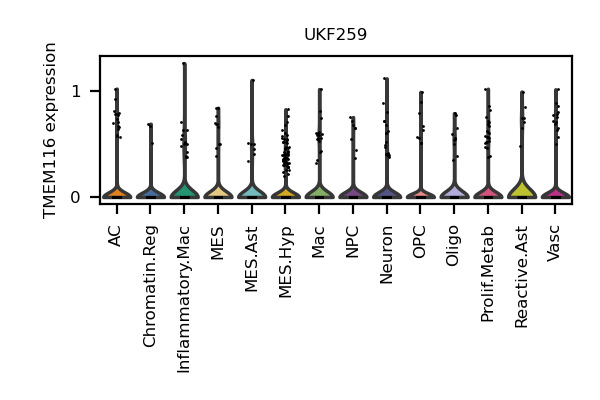 UKF259
TMEM116 expression
1
0
AC
Chromatin.Reg
Inflammatory.Mac
MES
MES.Ast
MES.Hyp
Mac
NPC
Neuron
OPC
Oligo
Prolif.Metab
Reactive.Ast
Vasc